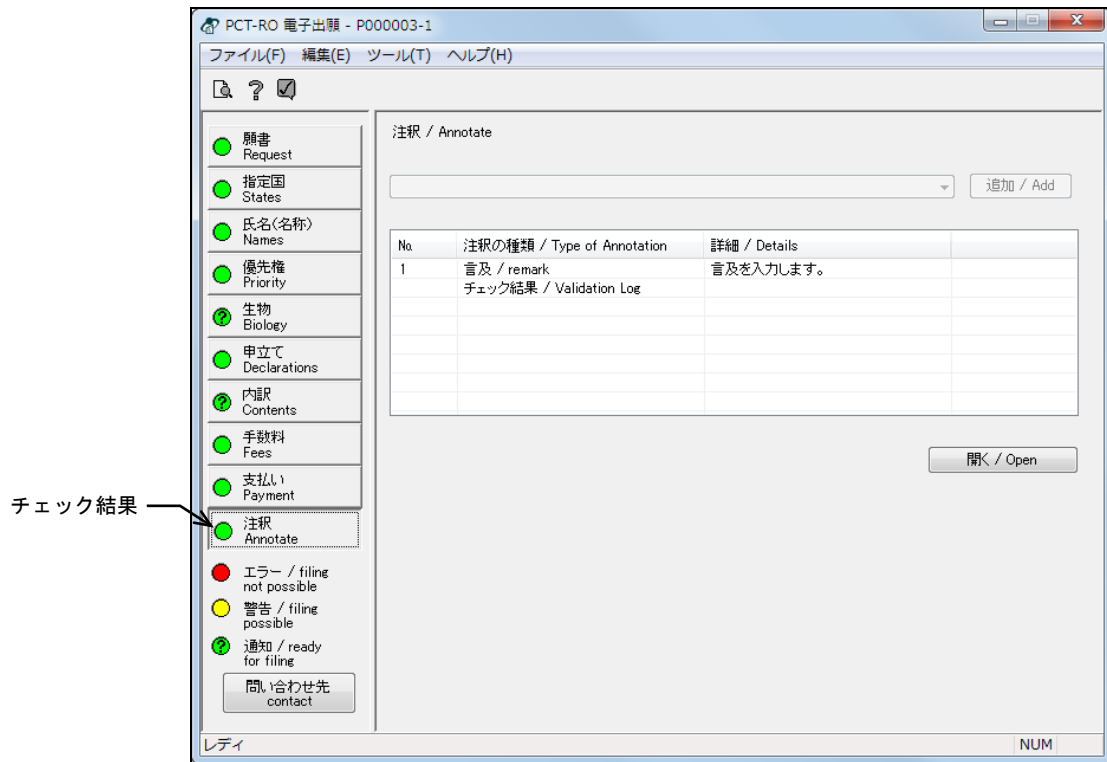 PCT-RO 電子出願 - P000003-1
ファイル(F) 編集(E) ツール(T) ヘルプ(H)
願書
Request
指定国
States
氏名(名称)
Names
優先権
Priority
生物
Biology
申立て
Declarations
内訳
Contents
手数料
Fees
支払い
Payment
チェック結果
注釈
Annotate
エラー / filing
not possible
警告 / filing
possible
通知 / ready
for filing
問い合わせ先
contact
注釈 / Annotate
追加 / Add
No. 注釈の種類 / Type of Annotation 詳細 / Details
1 言及 / remark 言及を入力します。
チェック結果 / Validation Log
開く / Open
レディ NUM